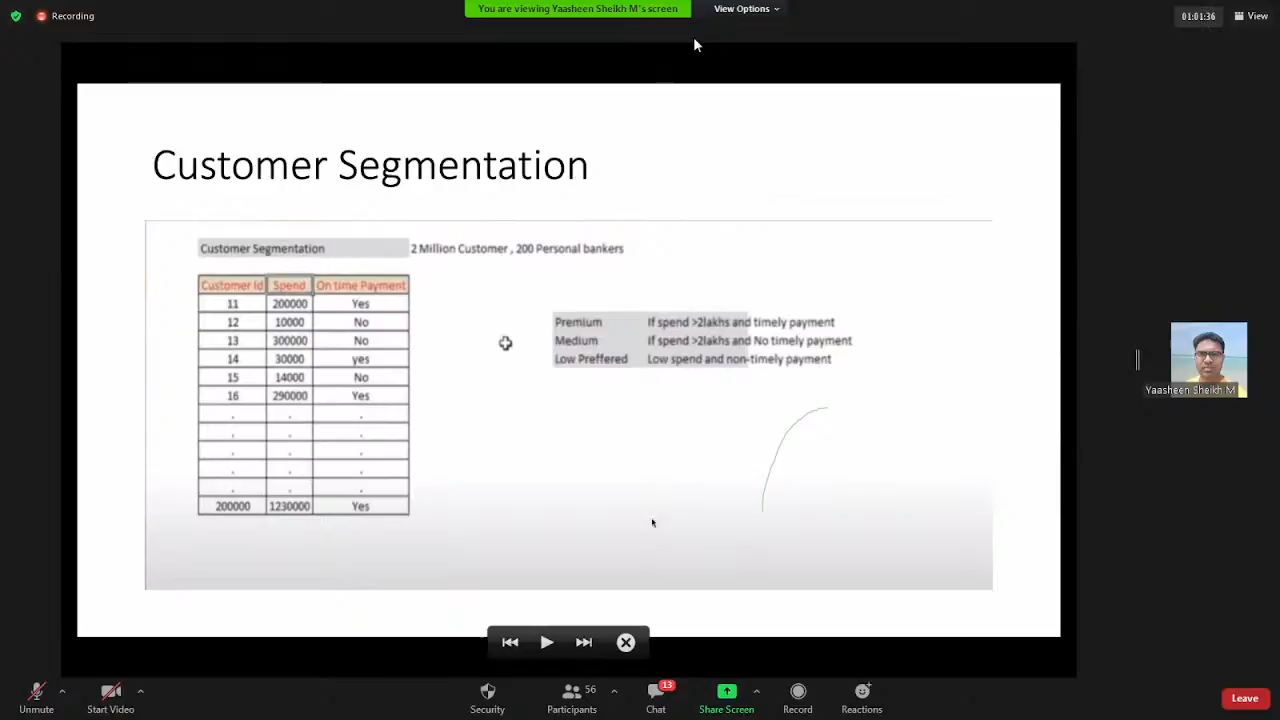 Recording
You are viewing Yaasheen Sheikh M's screen
View Options
01:01:36
View
Customer Segmentation
Customer Segmentation 2 Million Customer , 200 Personal bankers
Customer Id Spend On time Payment
11 200000 Yes
12 10000 No
13 300000 No
14 30000 yes
15 14000 No
16 290000 Yes
. . .
. . .
. . .
. . .
. . .
200000 1230000 Yes
Premium If spend >2lakhs and timely payment
Medium If spend >2lakhs and No timely payment
Low Preffered Low spend and non-timely payment
Yaasheen Sheikh M
Unmute
Start Video
Security
56
Participants
13
Chat
Share Screen
Record
Reactions
Leave